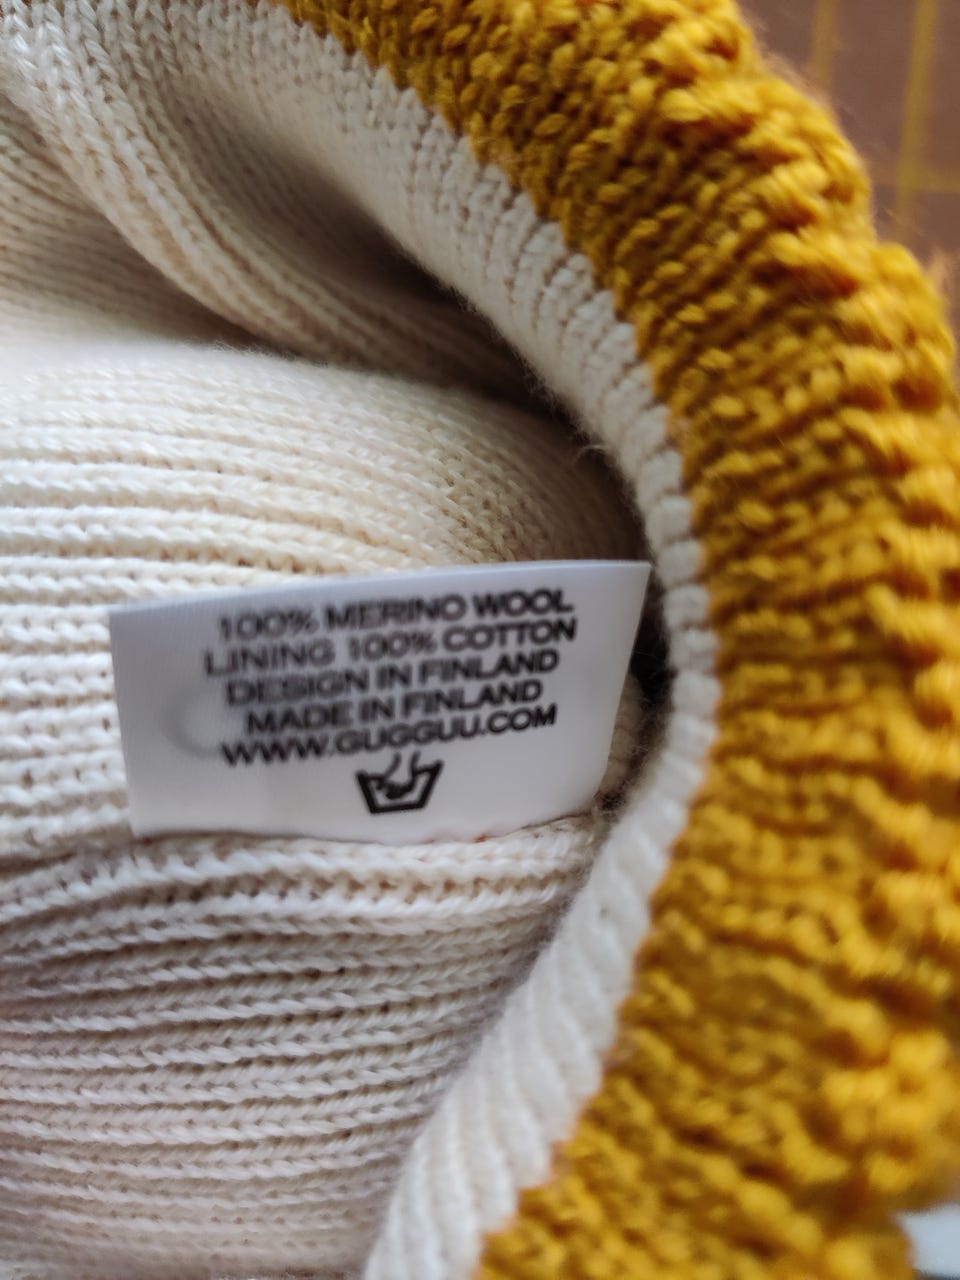 100% MERINO WOOL
LINING 100% COTTON
DESIGN IN FINLAND
MADE IN FINLAND
WWW.GUGGUU.COM